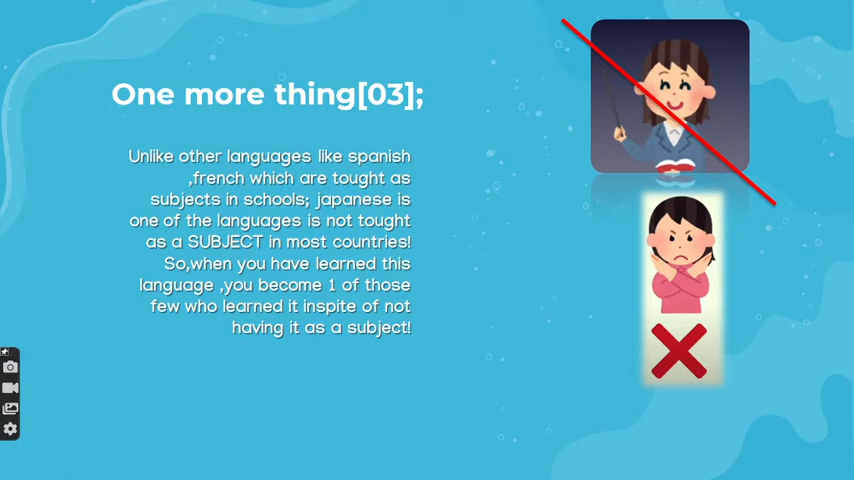 One more thing[03];
Unlike other languages like spanish
,french which are tought as
subjects in schools; japanese is
one of the languages is not tought
as a SUBJECT in most countries!
So,when you have learned this
language ,you become 1 of those
few who learned it inspite of not
having it as a subject!